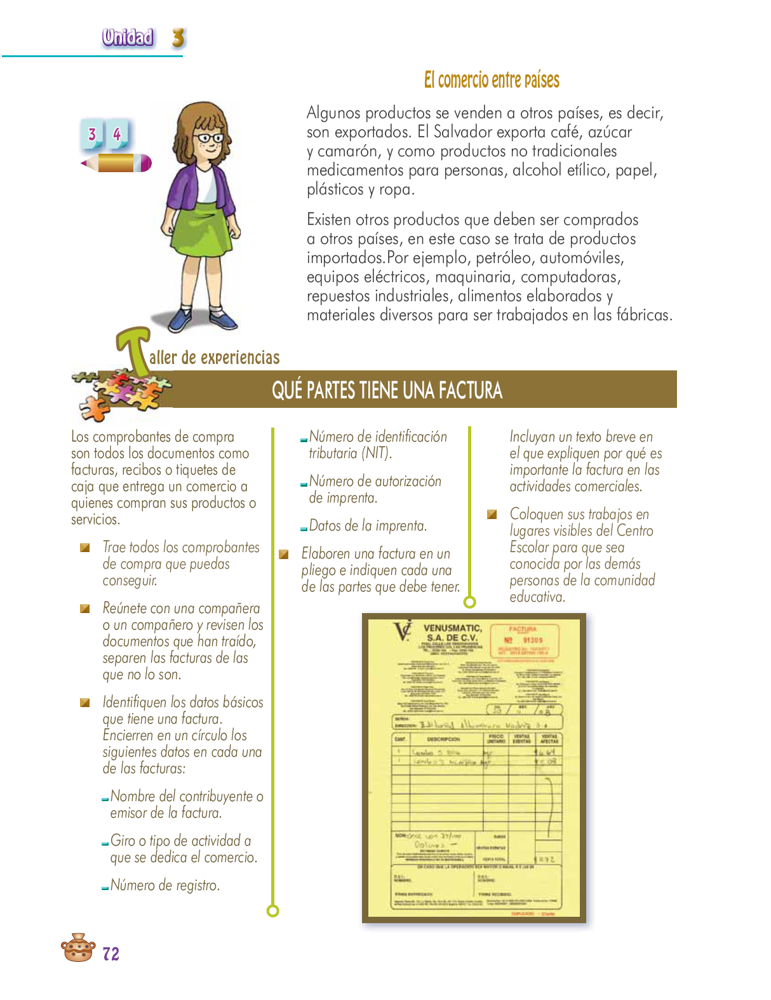 Unidad 3
El comercio entre países
3 4
Algunos productos se venden a otros países, es decir,
son exportados. El Salvador exporta café, azúcar
y camarón, y como productos no tradicionales
medicamentos para personas, alcohol etílico, papel,
plásticos y ropa.
Existen otros productos que deben ser comprados
a otros países, en este caso se trata de productos
importados.Por ejemplo, petróleo, automóviles,
equipos eléctricos, maquinaria, computadoras,
repuestos industriales, alimentos elaborados y
materiales diversos para ser trabajados en las fábricas.
Taller de experiencias
QUÉ PARTES TIENE UNA FACTURA
Los comprobantes de compra
son todos los documentos como
facturas, recibos o tiquetes de
caja que entrega un comercio a
quienes compran sus productos o
servicios.
Trae todos los comprobantes
de compra que puedas
conseguir.
Reúnete con una compañera
o un compañero y revisen los
documentos que han traído,
separen las facturas de las
que no lo son.
Identifiquen los datos básicos
que tiene una factura.
Encierren en un círculo los
siguientes datos en cada una
de las facturas:
Nombre del contribuyente o
emisor de la factura.
Giro o tipo de actividad a
que se dedica el comercio.
Número de registro.
Número de identificación
tributaria (NIT).
Número de autorización
de imprenta.
Datos de la imprenta.
Elaboren una factura en un
pliego e indiquen cada una
de las partes que debe tener.
Incluyan un texto breve en
el que expliquen por qué es
importante la factura en las
actividades comerciales.
Coloquen sus trabajos en
lugares visibles del Centro
Escolar para que sea
conocida por las demás
personas de la comunidad
educativa.
VENUSMATIC,
S.A. DE C.V.
FACTURA
Nº 91309
SEÑOR:
DIRECCION:
CANT. DESCRIPCION PRECIO UNITARIO VENTAS EXENTAS VENTAS AFECTAS
SON:
SUMAS
VENTAS EXENTAS
VENTA TOTAL
DUPLICADO - Cliente
72